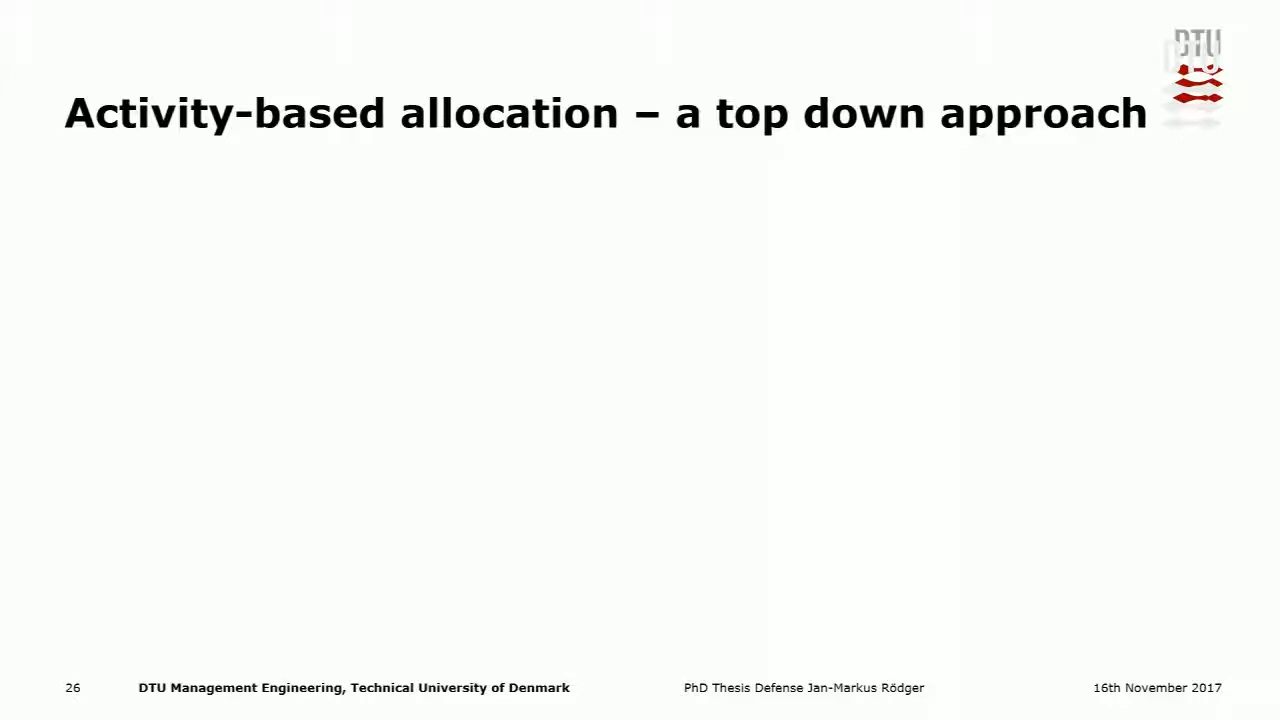 DTU
Activity-based allocation – a top down approach
26 DTU Management Engineering, Technical University of Denmark PhD Thesis Defense Jan-Markus Rödger 16th November 2017